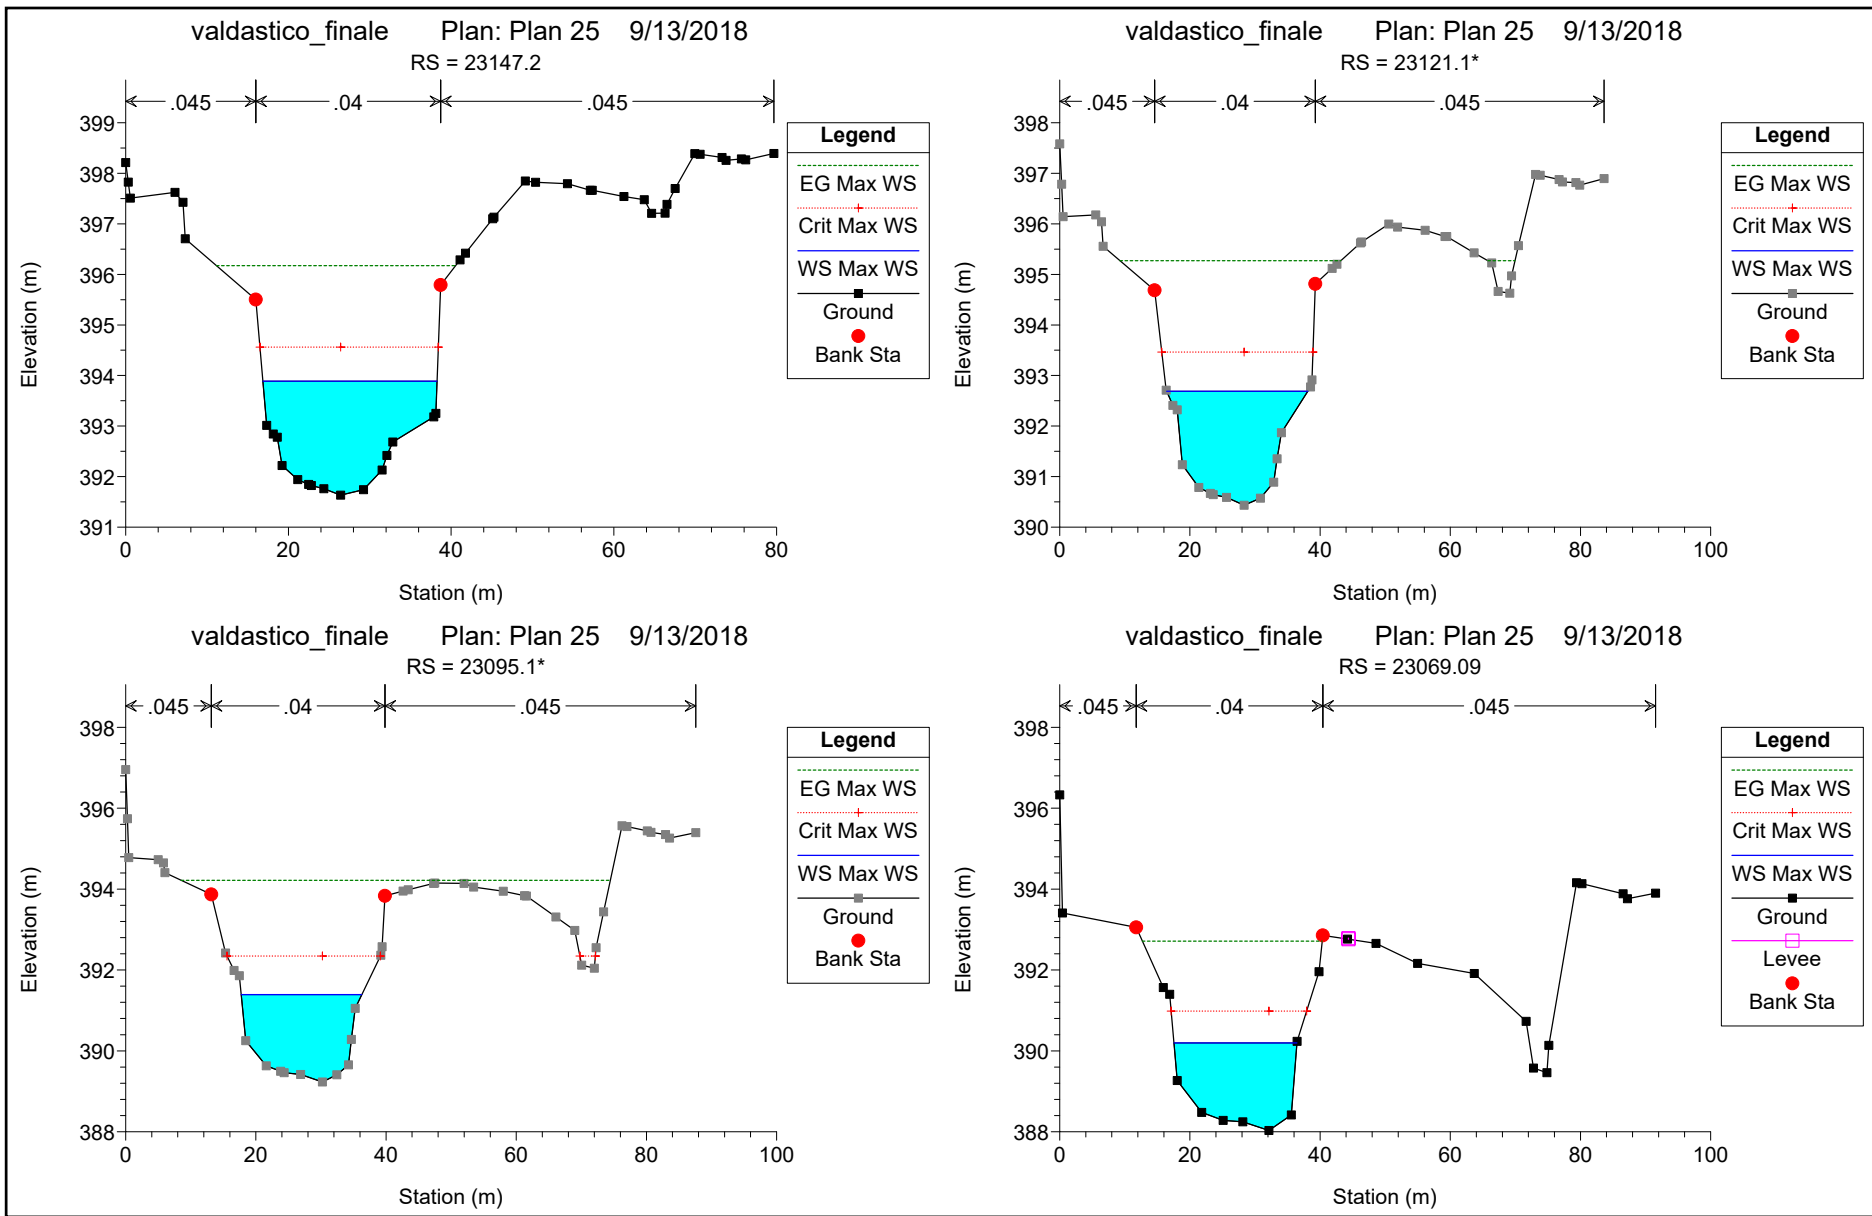 valdastico_finale Plan: Plan 25 9/13/2018
RS = 23147.2
.045 .04 .045
399
398
397
396
395
394
393
392
391
Elevation (m)
0 20 40 60 80
Station (m)
Legend
EG Max WS
Crit Max WS
WS Max WS
Ground
Bank Sta
valdastico_finale Plan: Plan 25 9/13/2018
RS = 23121.1*
.045 .04 .045
398
397
396
395
394
393
392
391
390
Elevation (m)
0 20 40 60 80 100
Station (m)
Legend
EG Max WS
Crit Max WS
WS Max WS
Ground
Bank Sta
valdastico_finale Plan: Plan 25 9/13/2018
RS = 23095.1*
.045 .04 .045
398
396
394
392
390
388
Elevation (m)
0 20 40 60 80 100
Station (m)
Legend
EG Max WS
Crit Max WS
WS Max WS
Ground
Bank Sta
valdastico_finale Plan: Plan 25 9/13/2018
RS = 23069.09
.045 .04 .045
398
396
394
392
390
388
Elevation (m)
0 20 40 60 80 100
Station (m)
Legend
EG Max WS
Crit Max WS
WS Max WS
Ground
Levee
Bank Sta